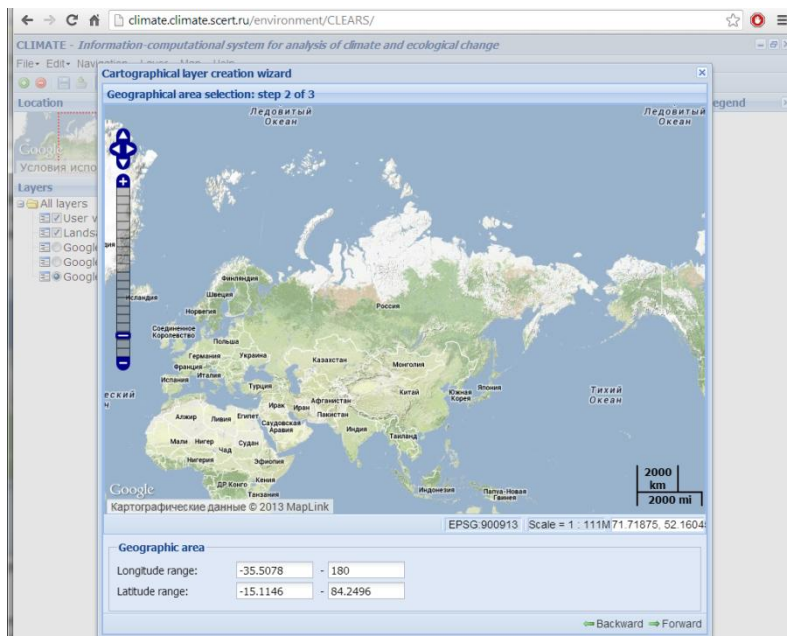 climate.climate.scert.ru/environment/CLEARS/
CLIMATE - Information-computational system for analysis of climate and ecological change
File Edit Navigation Layer Map Help
Cartographical layer creation wizard
Location
Geographical area selection: step 2 of 3
Legend
Google
Условия испо
Layers
All layers
User v
Landsa
Google
Google
Google
Ледовитый
Океан
Ледовитый
Океан
Исландия
Финляндия
Швеция
Норвегия
Россия
Соединенное
Королевство
Польша
Германия
Украина
Казахстан
Монголия
Франция
Испания
Италия
Турция
Китай
Южная
Корея
Япония
Тихий
Океан
еский
н
Ирак
Иран
Афганистан
Пакистан
Алжир
Ливия
Египет
Саудовская
Аравия
Индия
Таиланд
Мали
Нигер
Чад
Судан
Нигерия
Эфиопия
ДР Конго
Кения
Танзания
Индонезия
Папуа-Новая
Гвинея
2000
km
2000 mi
Google
Картографические данные © 2013 MapLink
EPSG:900913 Scale = 1 : 111M 71.71875, 52.1604
Geographic area
Longitude range: -35.5078 - 180
Latitude range: -15.1146 - 84.2496
Backward Forward